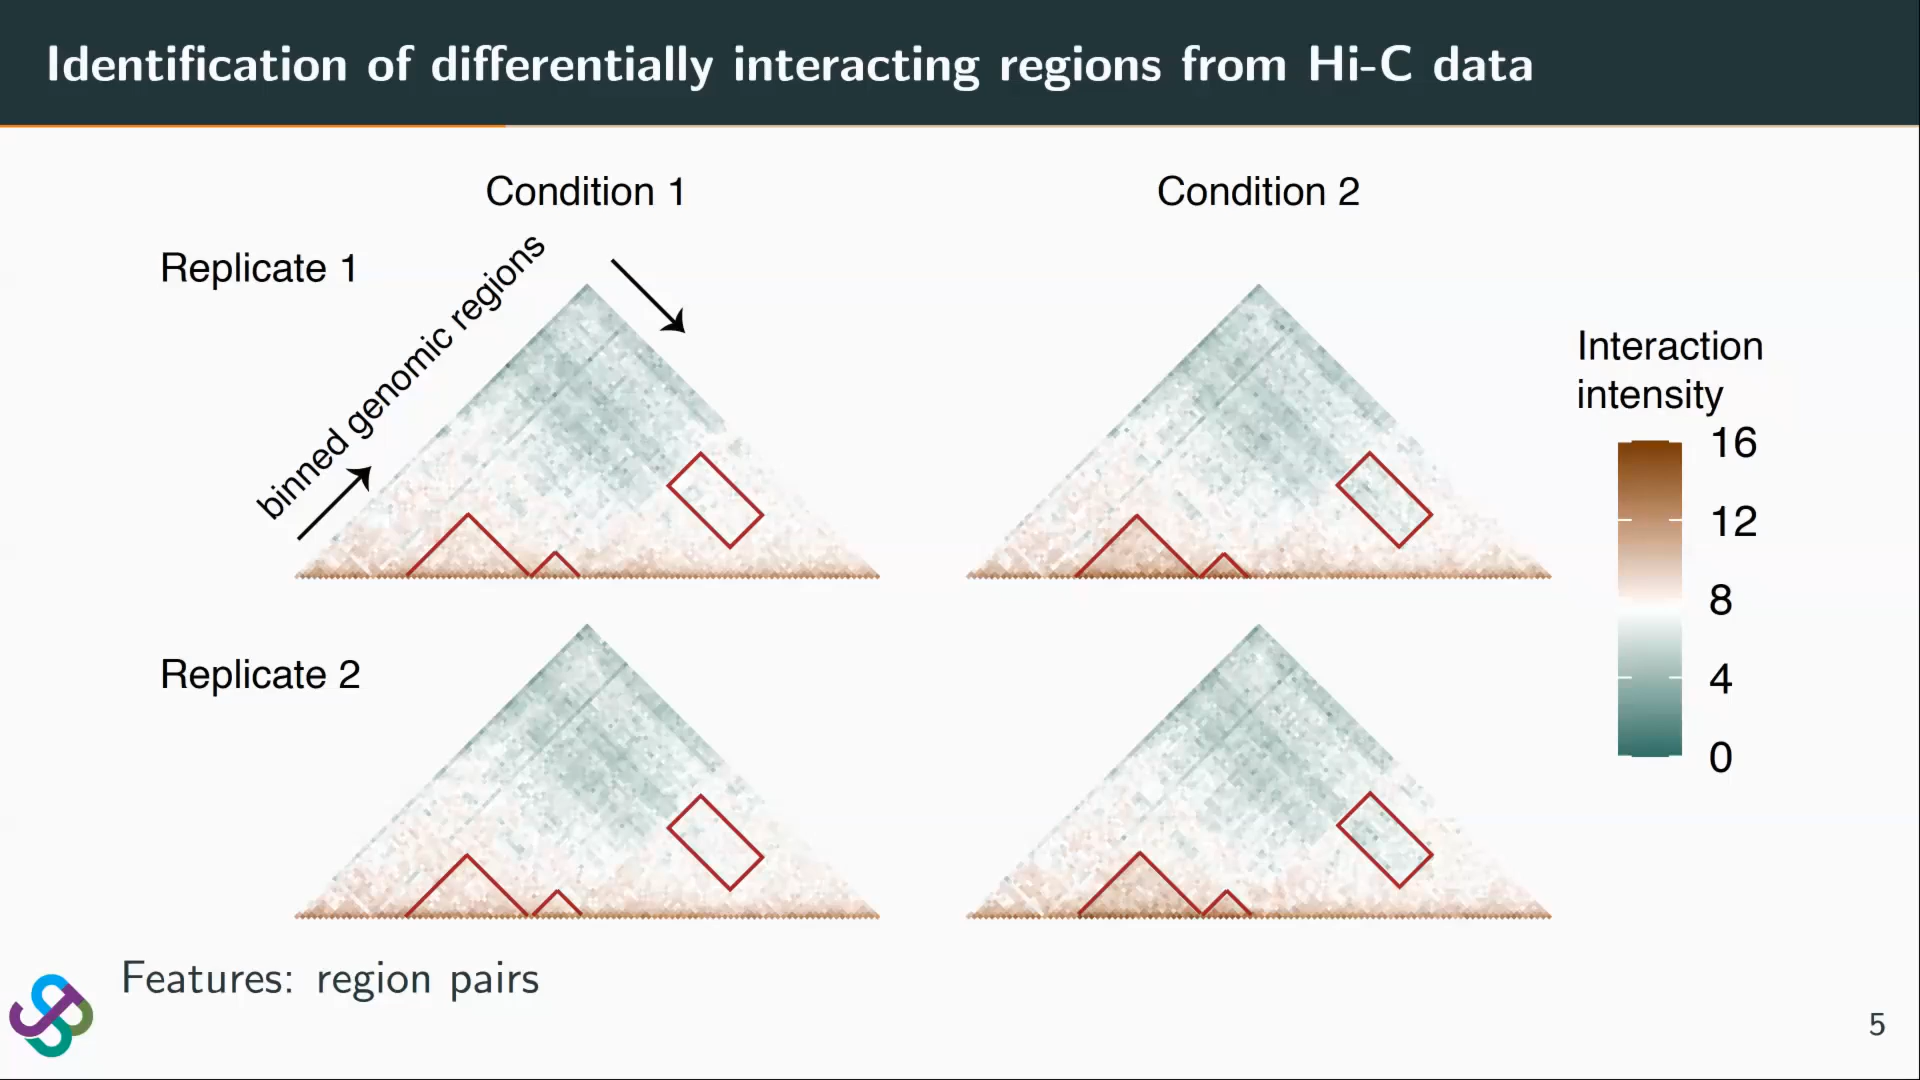 Identification of differentially interacting regions from Hi-C data
Condition 1
Condition 2
Replicate 1
binned genomic regions
Interaction
intensity
16
12
8
4
0
Replicate 2
Features: region pairs
5